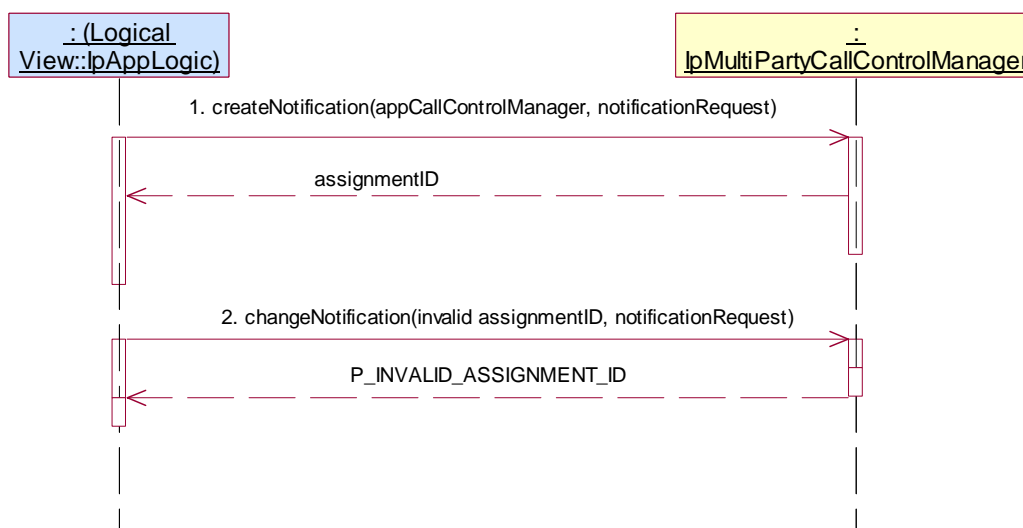 : (Logical
View::IpAppLogic)
:
IpMultiPartyCallControlManager
1. createNotification(appCallControlManager, notificationRequest)
assignmentID
2. changeNotification(invalid assignmentID, notificationRequest)
P_INVALID_ASSIGNMENT_ID